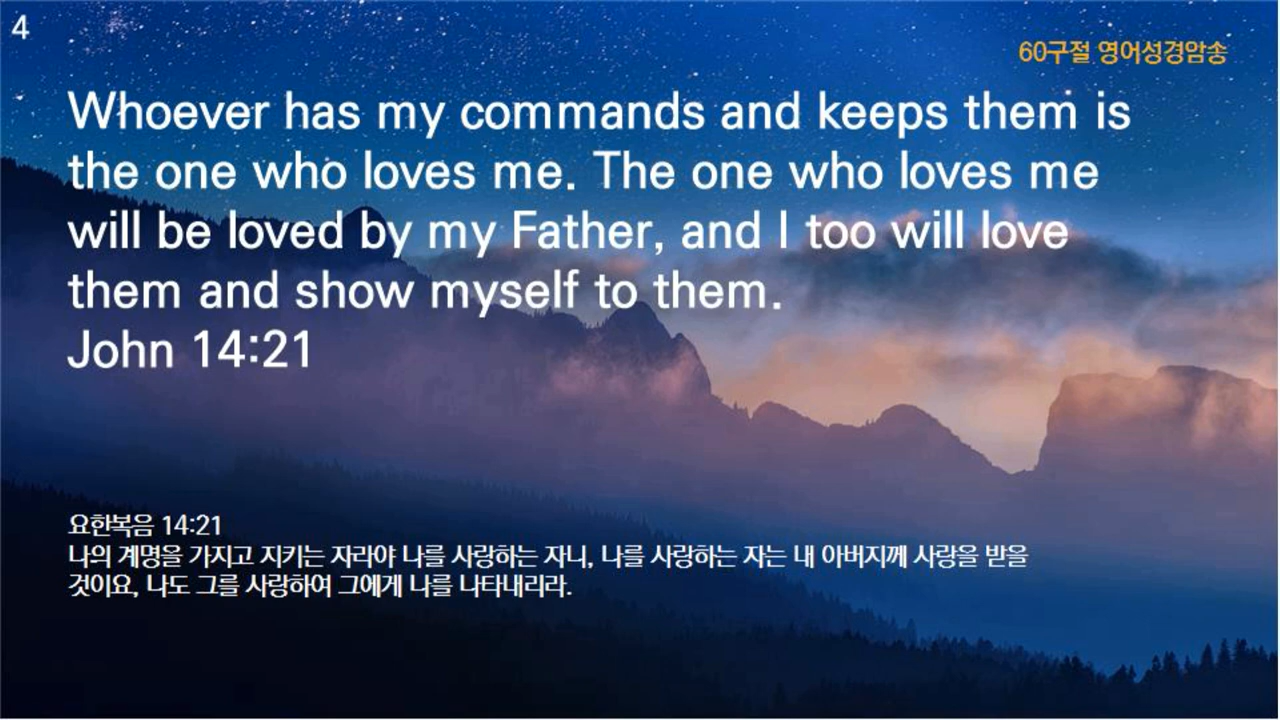 4
60구절 영어성경암송
Whoever has my commands and keeps them is
the one who loves me. The one who loves me
will be loved by my Father, and I too will love
them and show myself to them.
John 14:21
요한복음 14:21
나의 계명을 가지고 지키는 자라야 나를 사랑하는 자니, 나를 사랑하는 자는 내 아버지께 사랑을 받을
것이요, 나도 그를 사랑하여 그에게 나를 나타내리라.